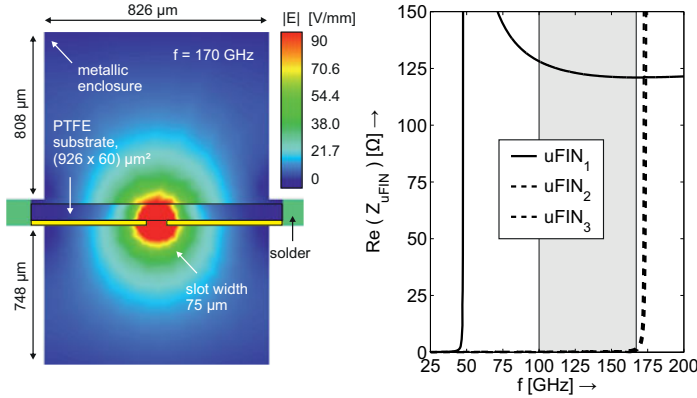 826 µm
|E| [V/mm]
90
70.6
54.4
38.0
21.7
0
f = 170 GHz
metallic
enclosure
808 µm
PTFE
substrate,
(926 x 60) µm²
solder
slot width
75 µm
748 µm
Re ( Z_uFIN ) [Ω] →
150
125
100
75
50
25
0
uFIN₁
uFIN₂
uFIN₃
25 50 75 100 125 150 175 200
f [GHz] →